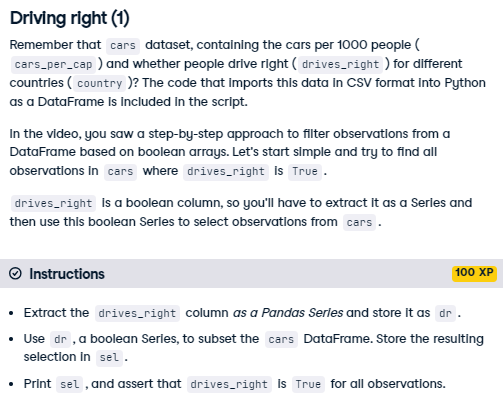 Driving right (1)
Remember that cars dataset, containing the cars per 1000 people (
cars_per_cap ) and whether people drive right ( drives_right ) for different
countries ( country )? The code that imports this data in CSV format into Python
as a DataFrame is included in the script.
In the video, you saw a step-by-step approach to filter observations from a
DataFrame based on boolean arrays. Let's start simple and try to find all
observations in cars where drives_right is True .
drives_right is a boolean column, so you'll have to extract it as a Series and
then use this boolean Series to select observations from cars .
Instructions
100 XP
• Extract the drives_right column as a Pandas Series and store it as dr .
• Use dr , a boolean Series, to subset the cars DataFrame. Store the resulting
selection in sel .
• Print sel , and assert that drives_right is True for all observations.